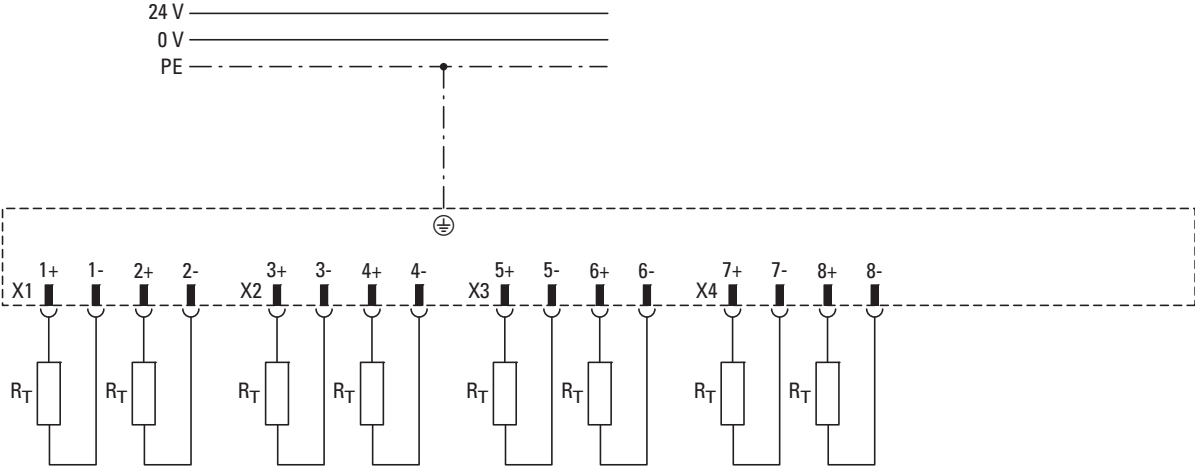 24 V
0 V
PE
1+ 1- 2+ 2- 3+ 3- 4+ 4- 5+ 5- 6+ 6- 7+ 7- 8+ 8-
X1 X2 X3 X4
RT RT RT RT RT RT RT RT